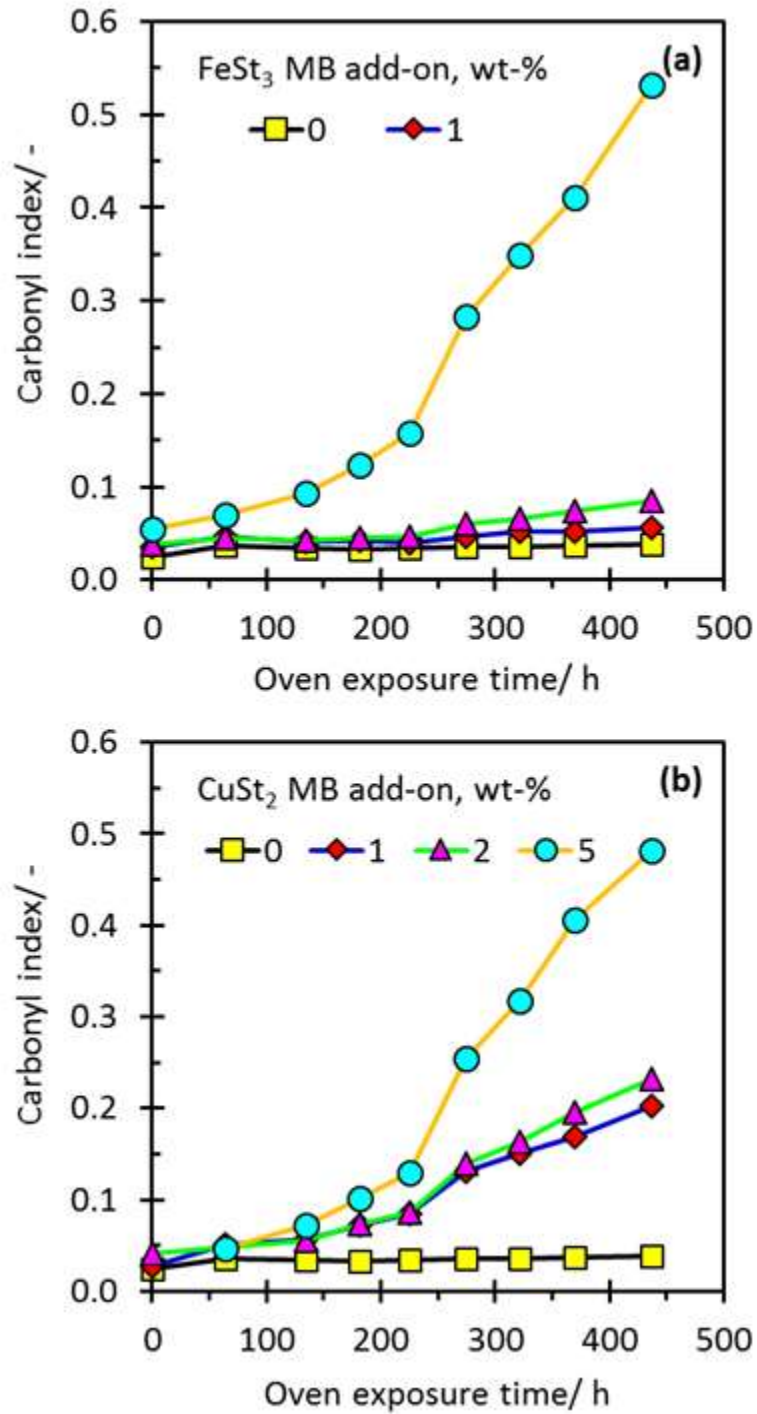 0.6
(a)
FeSt₃ MB add-on, wt-%
0 1
0.5
0.4
0.3
0.2
0.1
0.0
Carbonyl index/ -
0 100 200 300 400 500
Oven exposure time/ h
0.6
(b)
CuSt₂ MB add-on, wt-%
0 1 2 5
0.5
0.4
0.3
0.2
0.1
0.0
Carbonyl index/ -
0 100 200 300 400 500
Oven exposure time/ h